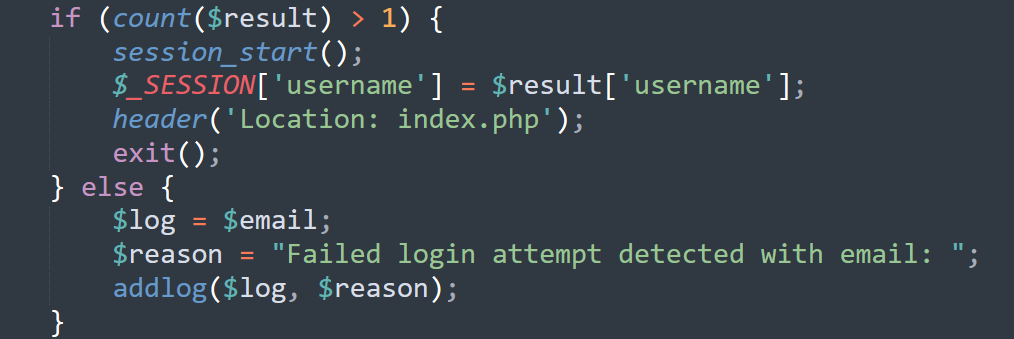 if (count($result) > 1) {
    session_start();
    $_SESSION['username'] = $result['username'];
    header('Location: index.php');
    exit();
} else {
    $log = $email;
    $reason = "Failed login attempt detected with email: ";
    addlog($log, $reason);
}